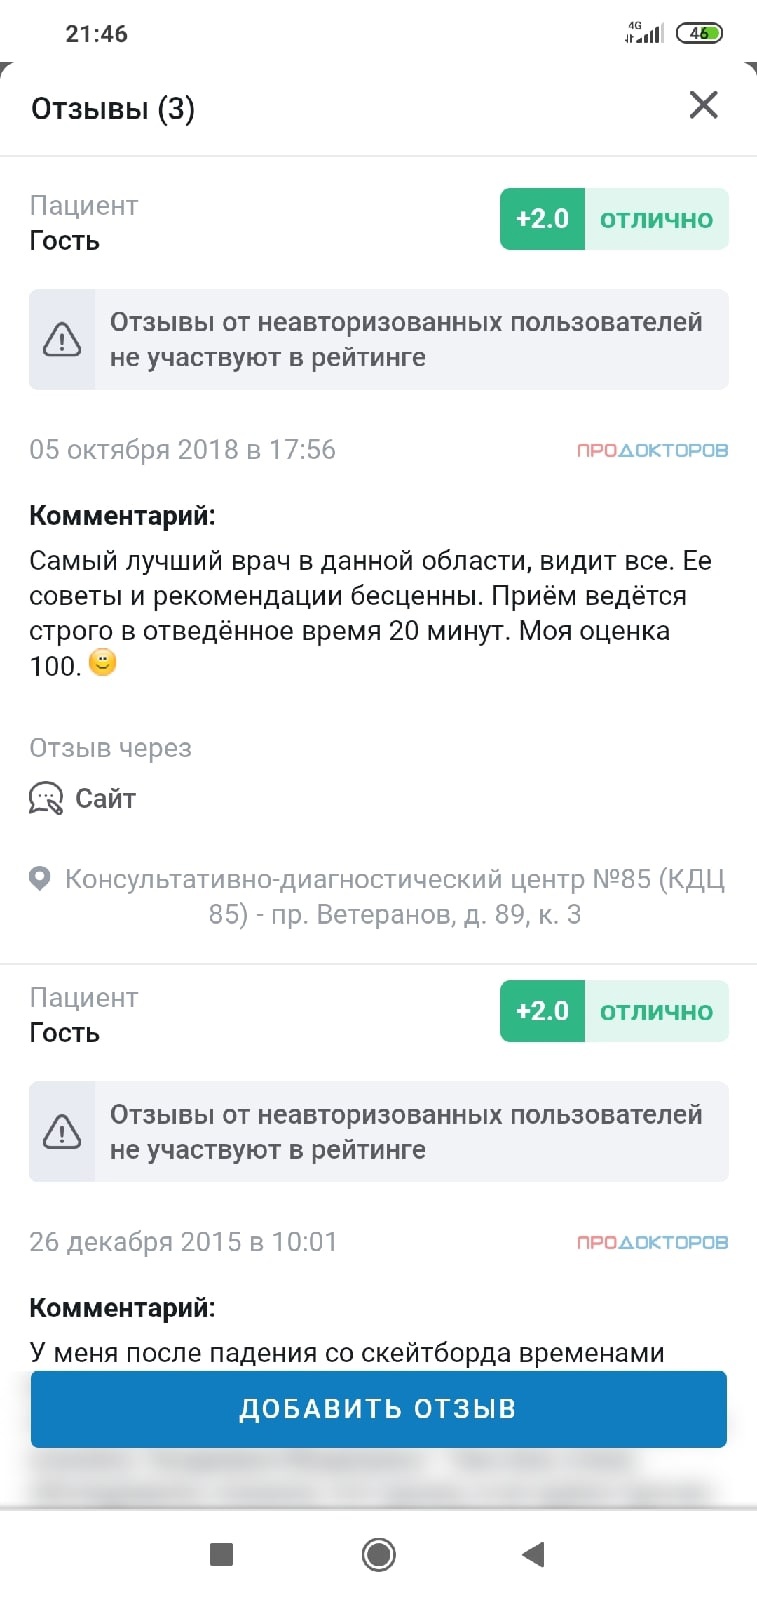 21:46
4G
46
Отзывы (3)
Пациент
Гость
+2.0 отлично
Отзывы от неавторизованных пользователей
не участвуют в рейтинге
05 октября 2018 в 17:56
ПРОДОКТОРОВ
Комментарий:
Самый лучший врач в данной области, видит все. Ее
советы и рекомендации бесценны. Приём ведётся
строго в отведённое время 20 минут. Моя оценка
100.
Отзыв через
Сайт
Консультативно-диагностический центр №85 (КДЦ
85) - пр. Ветеранов, д. 89, к. 3
Пациент
Гость
+2.0 отлично
Отзывы от неавторизованных пользователей
не участвуют в рейтинге
26 декабря 2015 в 10:01
ПРОДОКТОРОВ
Комментарий:
У меня после падения со скейтборда временами
ДОБАВИТЬ ОТЗЫВ